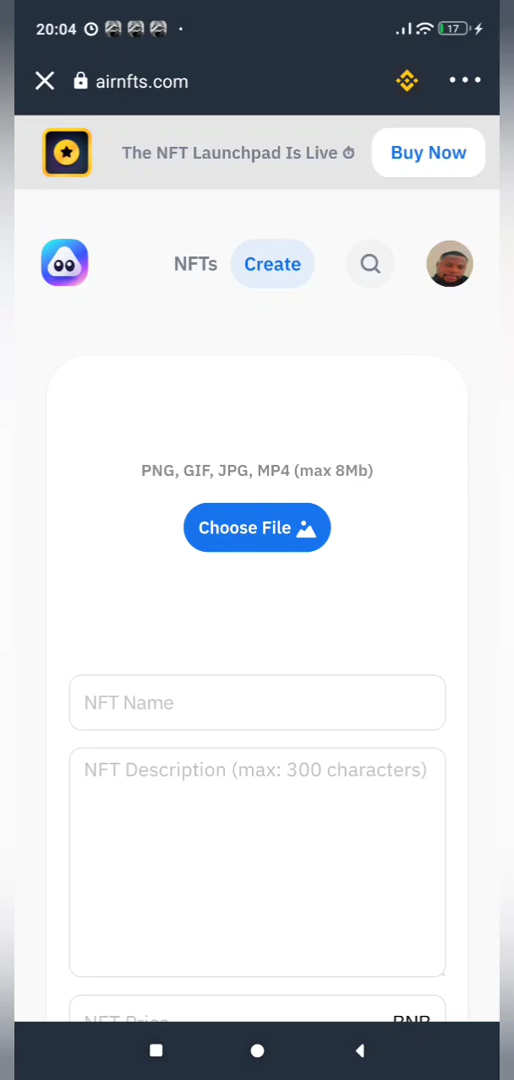 20:04
17
airnfts.com
The NFT Launchpad Is Live
Buy Now
NFTs
Create
PNG, GIF, JPG, MP4 (max 8Mb)
Choose File
NFT Name
NFT Description (max: 300 characters)
NFT Price
BNB